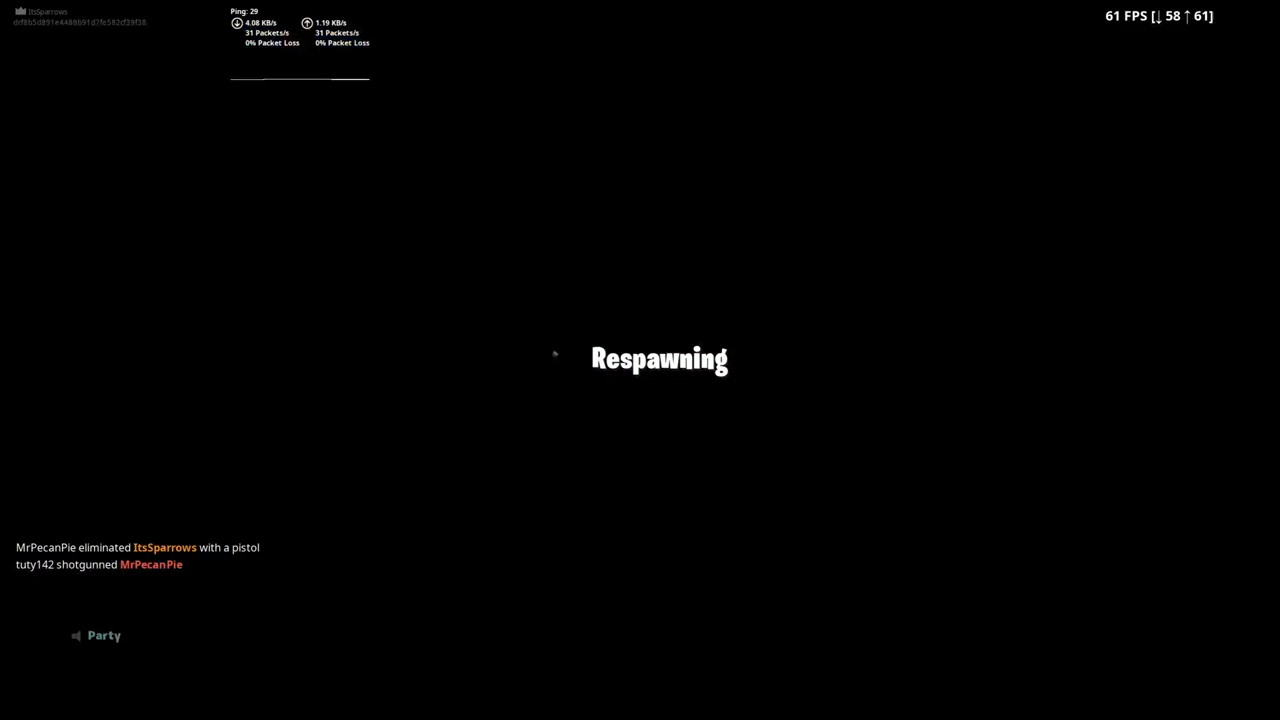 ItsSparrows
Ping: 29
4.08 KB/s
1.19 KB/s
31 Packets/s
31 Packets/s
0% Packet Loss
0% Packet Loss
61 FPS [↓ 58 ↑ 61]
Respawning
MrPecanPie eliminated ItsSparrows with a pistol
tuty142 shotgunned MrPecanPie
Party